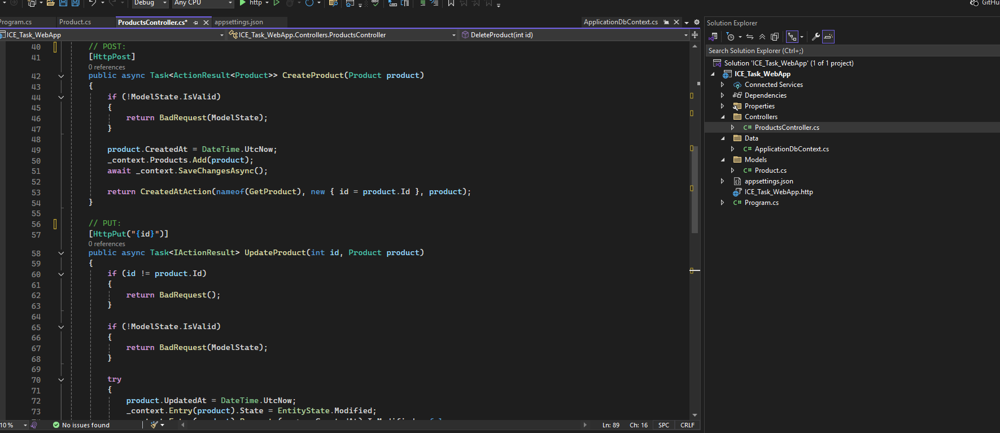 Debug
Any CPU
http
GitHu
Program.cs
Product.cs
ProductsController.cs*
appsettings.json
ApplicationDbContext.cs
Solution Explorer
ICE_Task_WebApp
ICE_Task_WebApp.Controllers.ProductsController
DeleteProduct(int id)
Search Solution Explorer (Ctrl+;)
Solution 'ICE_Task_WebApp' (1 of 1 project)
ICE_Task_WebApp
Connected Services
Dependencies
Properties
Controllers
C# ProductsController.cs
Data
C# ApplicationDbContext.cs
Models
C# Product.cs
appsettings.json
ICE_Task_WebApp.http
C# Program.cs
40 // POST:
41 [HttpPost]
0 references
42 public async Task<ActionResult<Product>> CreateProduct(Product product)
43 {
44 if (!ModelState.IsValid)
45 {
46 return BadRequest(ModelState);
47 }
48
49 product.CreatedAt = DateTime.UtcNow;
50 _context.Products.Add(product);
51 await _context.SaveChangesAsync();
52
53 return CreatedAtAction(nameof(GetProduct), new { id = product.Id }, product);
54 }
55
56 // PUT:
57 [HttpPut("{id}")]
0 references
58 public async Task<IActionResult> UpdateProduct(int id, Product product)
59 {
60 if (id != product.Id)
61 {
62 return BadRequest();
63 }
64
65 if (!ModelState.IsValid)
66 {
67 return BadRequest(ModelState);
68 }
69
70 try
71 {
72 product.UpdatedAt = DateTime.UtcNow;
73 _context.Entry(product).State = EntityState.Modified;
10 %
No issues found
Ln: 89
Ch: 16
SPC
CRLF